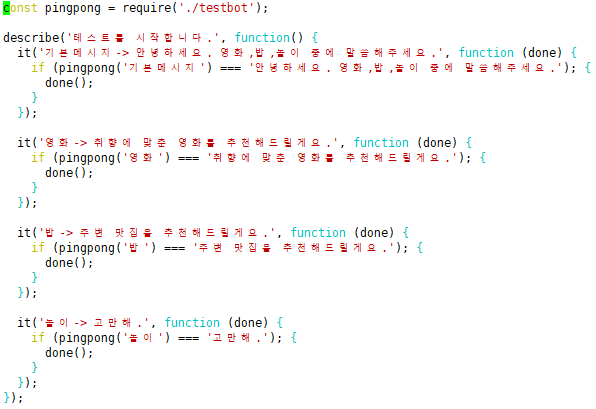 const pingpong = require('./testbot');

describe('테스트를 시작합니다.', function() {
  it('기본메시지 -> 안녕하세요. 영화,밥,놀이 중에 말씀해주세요.', function (done) {
    if (pingpong('기본메시지') === '안녕하세요. 영화,밥,놀이 중에 말씀해주세요.'); {
      done();
    }
  });

  it('영화 -> 취향에 맞춘 영화를 추천해드릴게요.', function (done) {
    if (pingpong('영화') === '취향에 맞춘 영화를 추천해드릴게요.'); {
      done();
    }
  });

  it('밥 -> 주변 맛집을 추천해드릴게요.', function (done) {
    if (pingpong('밥') === '주변 맛집을 추천해드릴게요.'); {
      done();
    }
  });

  it('놀이 -> 고만해.', function (done) {
    if (pingpong('놀이') === '고만해.'); {
      done();
    }
  });
});